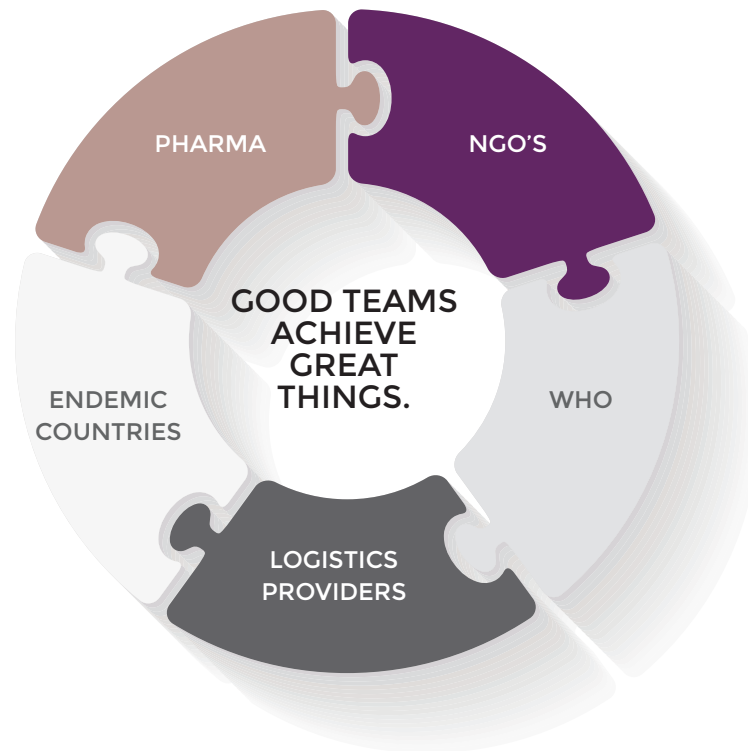 PHARMA
NGO’S
GOOD TEAMS
ACHIEVE
GREAT
THINGS.
ENDEMIC
COUNTRIES
WHO
LOGISTICS
PROVIDERS